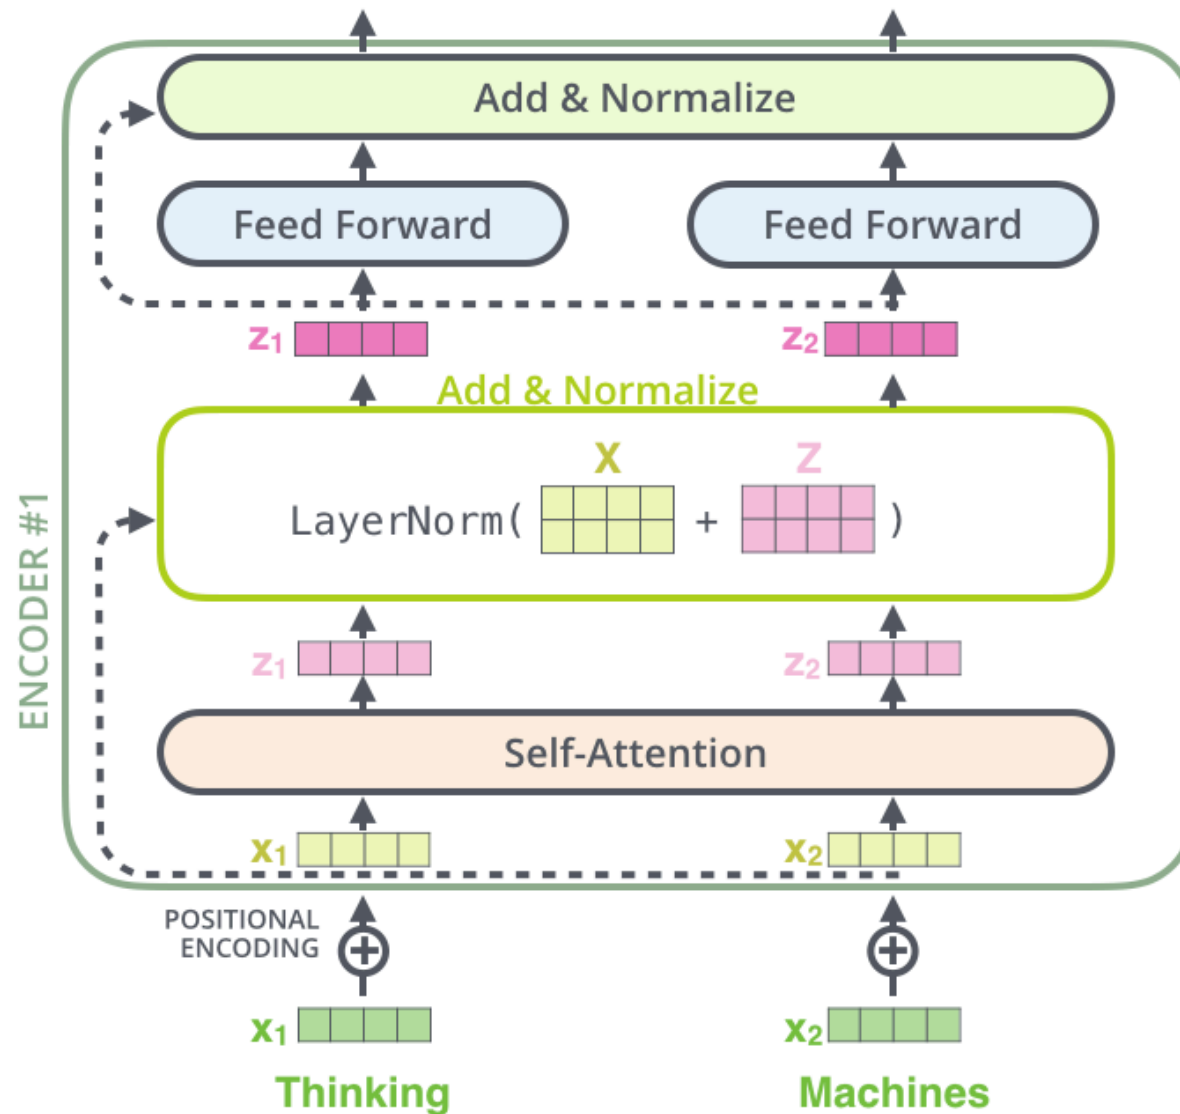 Add & Normalize
Feed Forward
Feed Forward
z1
z2
Add & Normalize
X
Z
LayerNorm(
+
)
ENCODER #1
z1
z2
Self-Attention
x1
x2
POSITIONAL
ENCODING
x1
x2
Thinking
Machines